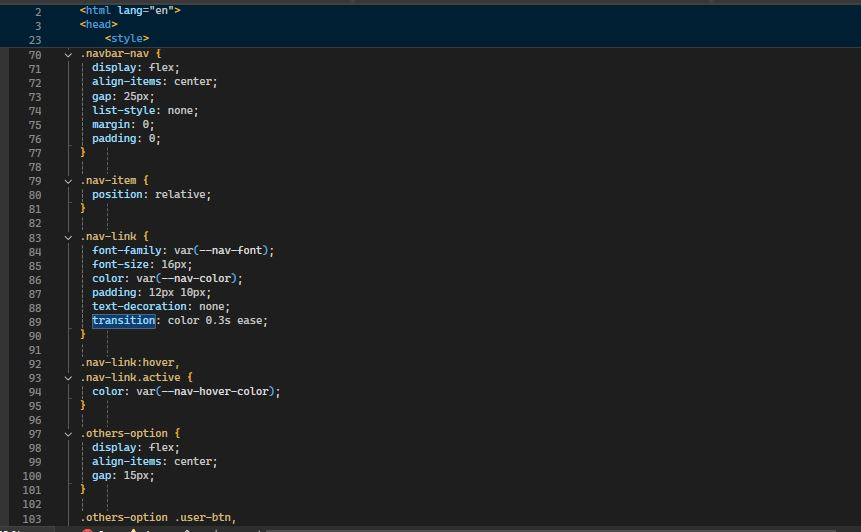 2 <html lang="en">
3 <head>
23 <style>
70 .navbar-nav {
71 display: flex;
72 align-items: center;
73 gap: 25px;
74 list-style: none;
75 margin: 0;
76 padding: 0;
77 }
78
79 .nav-item {
80 position: relative;
81 }
82
83 .nav-link {
84 font-family: var(--nav-font);
85 font-size: 16px;
86 color: var(--nav-color);
87 padding: 12px 10px;
88 text-decoration: none;
89 transition: color 0.3s ease;
90 }
91
92 .nav-link:hover,
93 .nav-link.active {
94 color: var(--nav-hover-color);
95 }
96
97 .others-option {
98 display: flex;
99 align-items: center;
100 gap: 15px;
101 }
102
103 .others-option .user-btn,